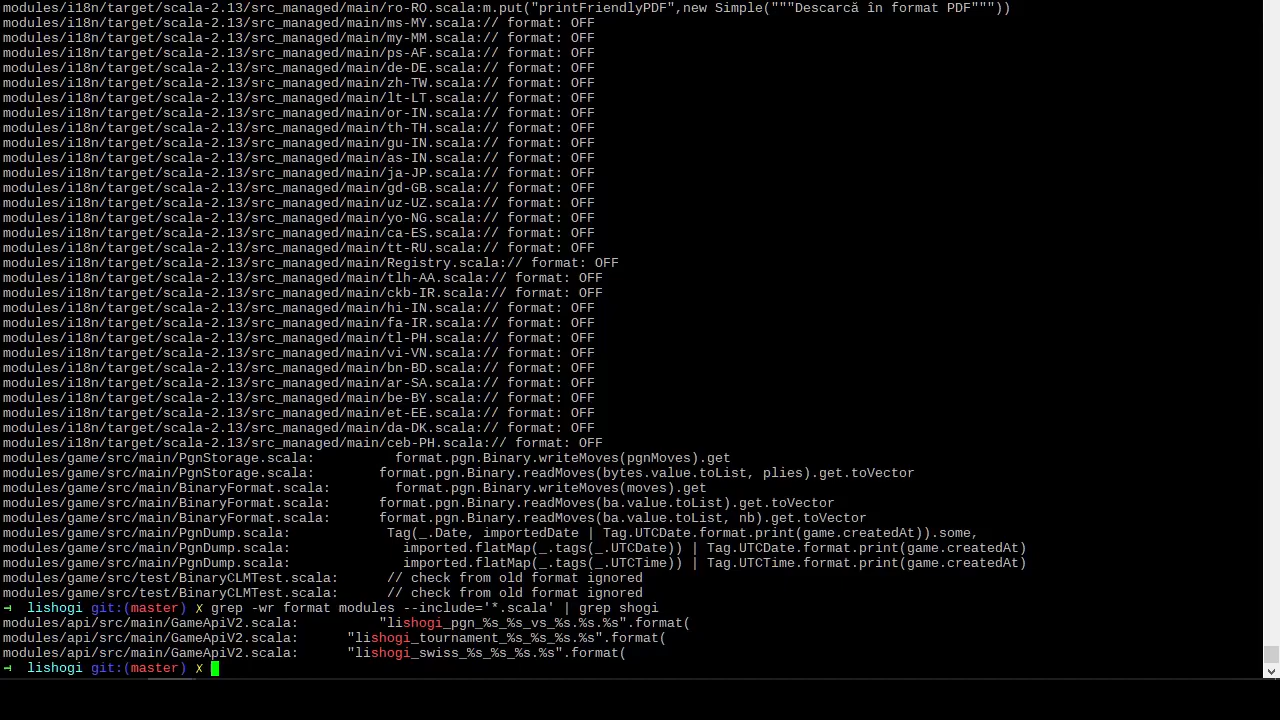 modules/i18n/target/scala-2.13/src_managed/main/ro-RO.scala:m.put("printFriendlyPDF",new Simple("""Descarcă în format PDF"""))
modules/i18n/target/scala-2.13/src_managed/main/ms-MY.scala:// format: OFF
modules/i18n/target/scala-2.13/src_managed/main/my-MM.scala:// format: OFF
modules/i18n/target/scala-2.13/src_managed/main/ps-AF.scala:// format: OFF
modules/i18n/target/scala-2.13/src_managed/main/de-DE.scala:// format: OFF
modules/i18n/target/scala-2.13/src_managed/main/zh-TW.scala:// format: OFF
modules/i18n/target/scala-2.13/src_managed/main/lt-LT.scala:// format: OFF
modules/i18n/target/scala-2.13/src_managed/main/or-IN.scala:// format: OFF
modules/i18n/target/scala-2.13/src_managed/main/th-TH.scala:// format: OFF
modules/i18n/target/scala-2.13/src_managed/main/gu-IN.scala:// format: OFF
modules/i18n/target/scala-2.13/src_managed/main/as-IN.scala:// format: OFF
modules/i18n/target/scala-2.13/src_managed/main/ja-JP.scala:// format: OFF
modules/i18n/target/scala-2.13/src_managed/main/gd-GB.scala:// format: OFF
modules/i18n/target/scala-2.13/src_managed/main/uz-UZ.scala:// format: OFF
modules/i18n/target/scala-2.13/src_managed/main/yo-NG.scala:// format: OFF
modules/i18n/target/scala-2.13/src_managed/main/ca-ES.scala:// format: OFF
modules/i18n/target/scala-2.13/src_managed/main/tt-RU.scala:// format: OFF
modules/i18n/target/scala-2.13/src_managed/main/Registry.scala:// format: OFF
modules/i18n/target/scala-2.13/src_managed/main/tlh-AA.scala:// format: OFF
modules/i18n/target/scala-2.13/src_managed/main/ckb-IR.scala:// format: OFF
modules/i18n/target/scala-2.13/src_managed/main/hi-IN.scala:// format: OFF
modules/i18n/target/scala-2.13/src_managed/main/fa-IR.scala:// format: OFF
modules/i18n/target/scala-2.13/src_managed/main/tl-PH.scala:// format: OFF
modules/i18n/target/scala-2.13/src_managed/main/vi-VN.scala:// format: OFF
modules/i18n/target/scala-2.13/src_managed/main/bn-BD.scala:// format: OFF
modules/i18n/target/scala-2.13/src_managed/main/ar-SA.scala:// format: OFF
modules/i18n/target/scala-2.13/src_managed/main/be-BY.scala:// format: OFF
modules/i18n/target/scala-2.13/src_managed/main/et-EE.scala:// format: OFF
modules/i18n/target/scala-2.13/src_managed/main/da-DK.scala:// format: OFF
modules/i18n/target/scala-2.13/src_managed/main/ceb-PH.scala:// format: OFF
modules/game/src/main/PgnStorage.scala:          format.pgn.Binary.writeMoves(pgnMoves).get
modules/game/src/main/PgnStorage.scala:        format.pgn.Binary.readMoves(bytes.value.toList, plies).get.toVector
modules/game/src/main/BinaryFormat.scala:        format.pgn.Binary.writeMoves(moves).get
modules/game/src/main/BinaryFormat.scala:      format.pgn.Binary.readMoves(ba.value.toList).get.toVector
modules/game/src/main/BinaryFormat.scala:      format.pgn.Binary.readMoves(ba.value.toList, nb).get.toVector
modules/game/src/main/PgnDump.scala:            Tag(_.Date, importedDate | Tag.UTCDate.format.print(game.createdAt)).some,
modules/game/src/main/PgnDump.scala:              imported.flatMap(_.tags(_.UTCDate)) | Tag.UTCDate.format.print(game.createdAt)
modules/game/src/main/PgnDump.scala:              imported.flatMap(_.tags(_.UTCTime)) | Tag.UTCTime.format.print(game.createdAt)
modules/game/src/test/BinaryCLMTest.scala:      // check from old format ignored
modules/game/src/test/BinaryCLMTest.scala:      // check from old format ignored
⊣  lishogi git:(master) ✗ grep -wr format modules --include='*.scala' | grep shogi
modules/api/src/main/GameApiV2.scala:          "lishogi_pgn_%s_%s_vs_%s.%s.%s".format(
modules/api/src/main/GameApiV2.scala:      "lishogi_tournament_%s_%s_%s.%s".format(
modules/api/src/main/GameApiV2.scala:      "lishogi_swiss_%s_%s_%s.%s".format(
⊣  lishogi git:(master) ✗